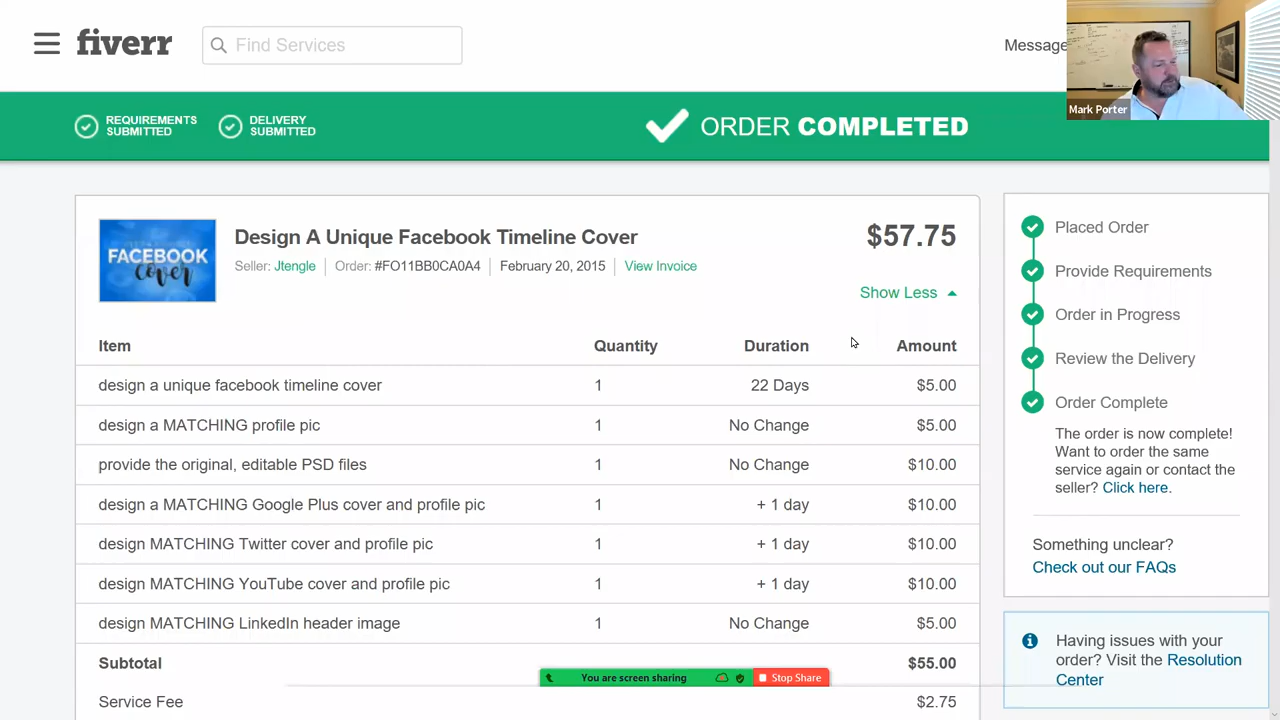 fiverr
Find Services
Message
Mark Porter
REQUIREMENTS
SUBMITTED
DELIVERY
SUBMITTED
ORDER COMPLETED
FACEBOOK
cover
Design A Unique Facebook Timeline Cover
$57.75
Seller: Jtengle
Order: #FO11BB0CA0A4
February 20, 2015
View Invoice
Show Less
Item Quantity Duration Amount
design a unique facebook timeline cover 1 22 Days $5.00
design a MATCHING profile pic 1 No Change $5.00
provide the original, editable PSD files 1 No Change $10.00
design a MATCHING Google Plus cover and profile pic 1 + 1 day $10.00
design MATCHING Twitter cover and profile pic 1 + 1 day $10.00
design MATCHING YouTube cover and profile pic 1 + 1 day $10.00
design MATCHING LinkedIn header image 1 No Change $5.00
Subtotal $55.00
Service Fee $2.75
You are screen sharing
Stop Share
Placed Order
Provide Requirements
Order in Progress
Review the Delivery
Order Complete
The order is now complete!
Want to order the same
service again or contact the
seller? Click here.
Something unclear?
Check out our FAQs
Having issues with your
order? Visit the Resolution
Center